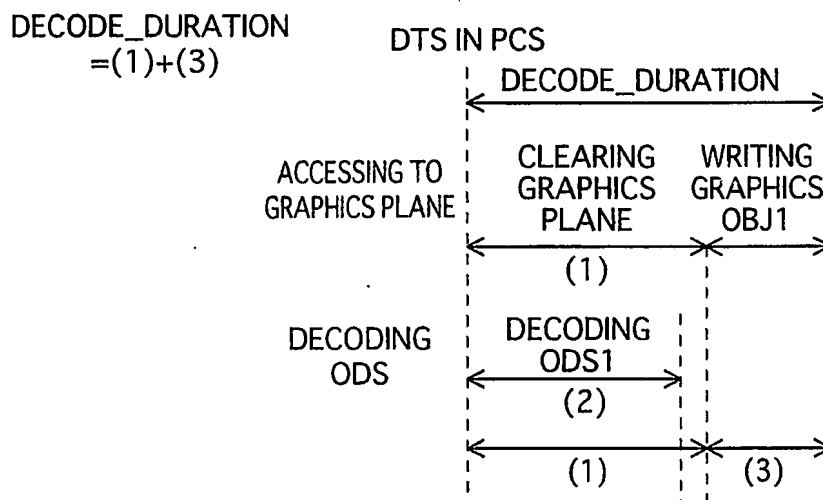 DECODE_DURATION
=(1)+(3)
DTS IN PCS
DECODE_DURATION
ACCESSING TO
GRAPHICS PLANE
CLEARING
GRAPHICS
PLANE
WRITING
GRAPHICS
OBJ1
(1)
DECODING
ODS
DECODING
ODS1
(2)
(1)
(3)